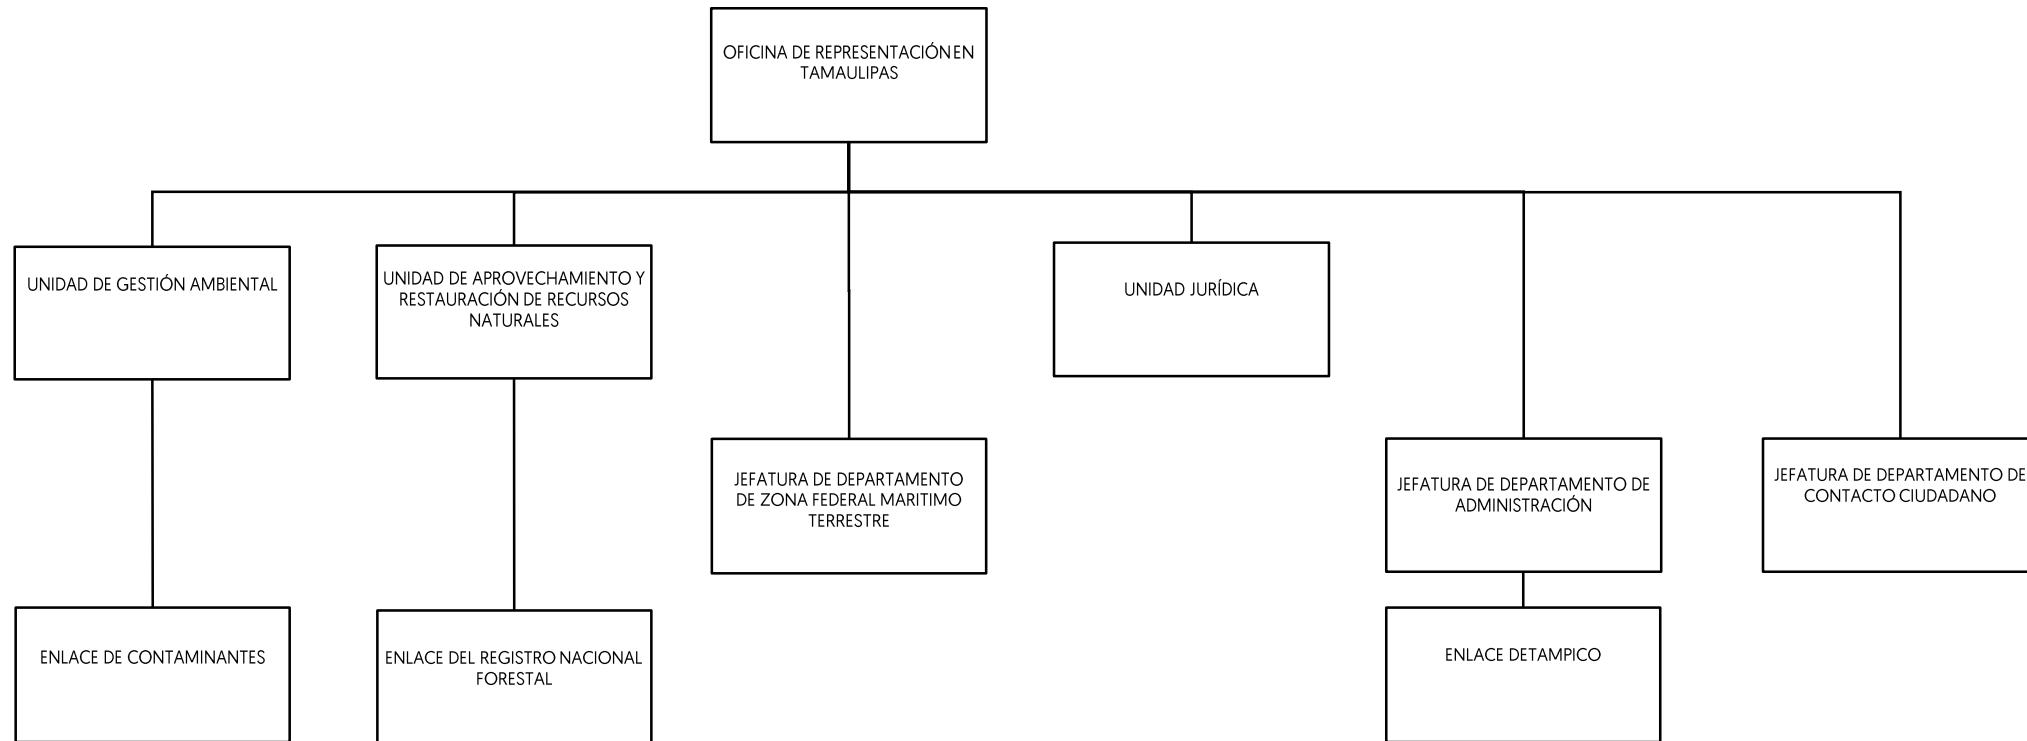 OFICINA DE REPRESENTACIÓN EN
TAMAULIPAS
UNIDAD DE GESTIÓN AMBIENTAL
UNIDAD DE APROVECHAMIENTO Y
RESTAURACIÓN DE RECURSOS
NATURALES
UNIDAD JURÍDICA
JEFATURA DE DEPARTAMENTO
DE ZONA FEDERAL MARITIMO
TERRESTRE
JEFATURA DE DEPARTAMENTO DE
ADMINISTRACIÓN
JEFATURA DE DEPARTAMENTO DE
CONTACTO CIUDADANO
ENLACE DE CONTAMINANTES
ENLACE DEL REGISTRO NACIONAL
FORESTAL
ENLACE DETAMPICO